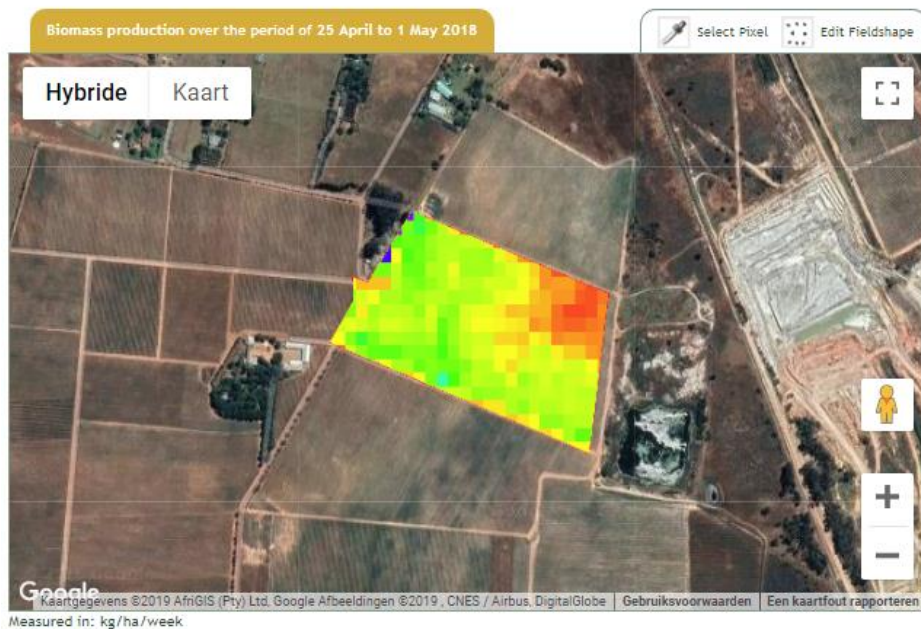 Biomass production over the period of 25 April to 1 May 2018
Select Pixel Edit Fieldshape
Hybride Kaart
Google
Kaartgegevens ©2019 AfriGIS (Pty) Ltd, Google Afbeeldingen ©2019 , CNES / Airbus, DigitalGlobe Gebruiksvoorwaarden Een kaartfout rapporteren
Measured in: kg/ha/week